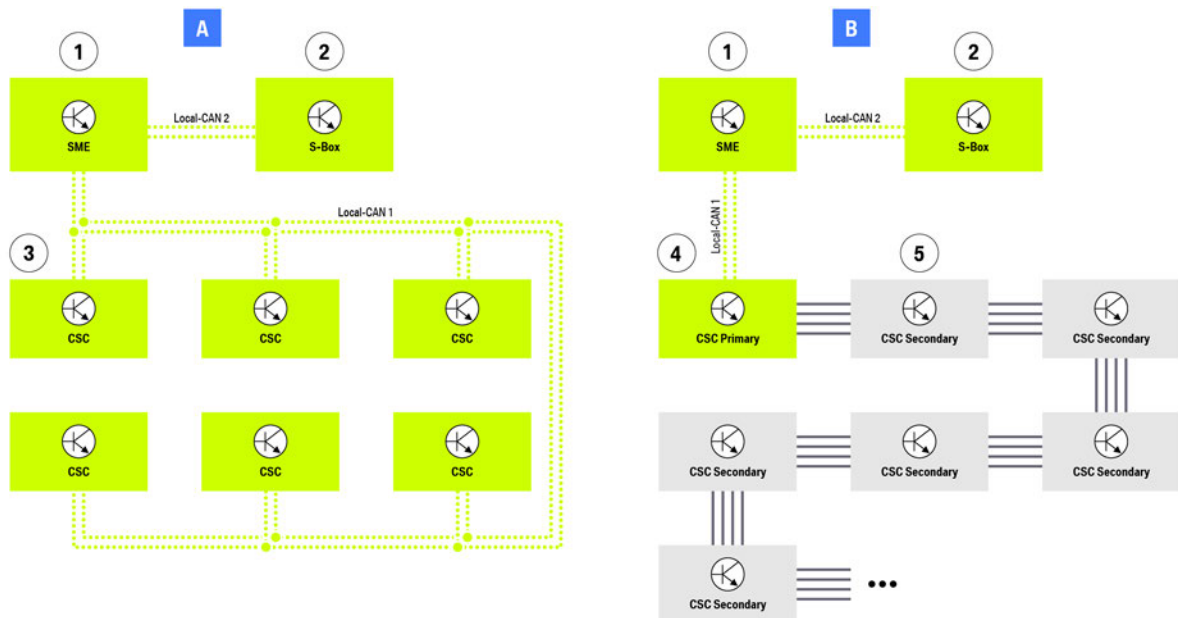 A
B
1
2
1
2
Local-CAN 2
SME
S-Box
Local-CAN 2
SME
S-Box
Local-CAN 1
Local-CAN 1
3
4
5
CSC
CSC
CSC
CSC Primary
CSC Secondary
CSC Secondary
CSC
CSC
CSC
CSC Secondary
CSC Secondary
CSC Secondary
CSC Secondary
•••